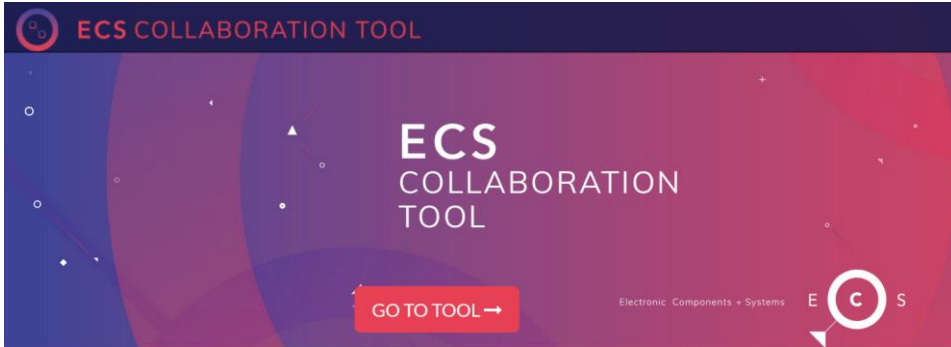 ECS COLLABORATION TOOL
ECS
COLLABORATION
TOOL
GO TO TOOL→
Electronic Components + Systems
E C S